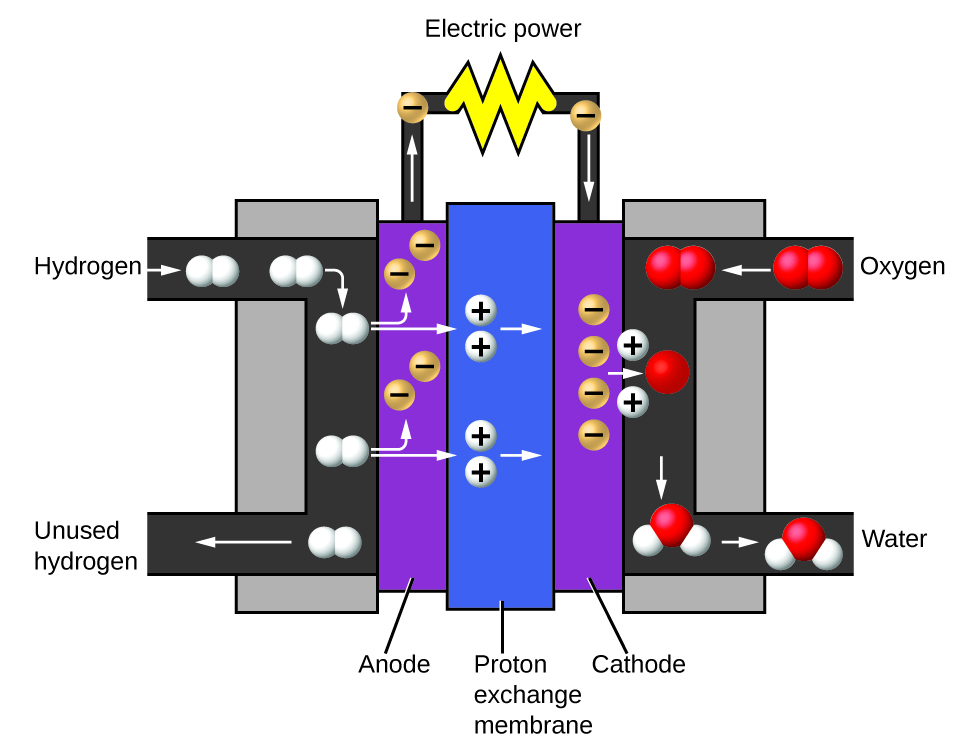 Electric power
Hydrogen
Oxygen
Unused
hydrogen
Water
Anode
Proton
exchange
membrane
Cathode